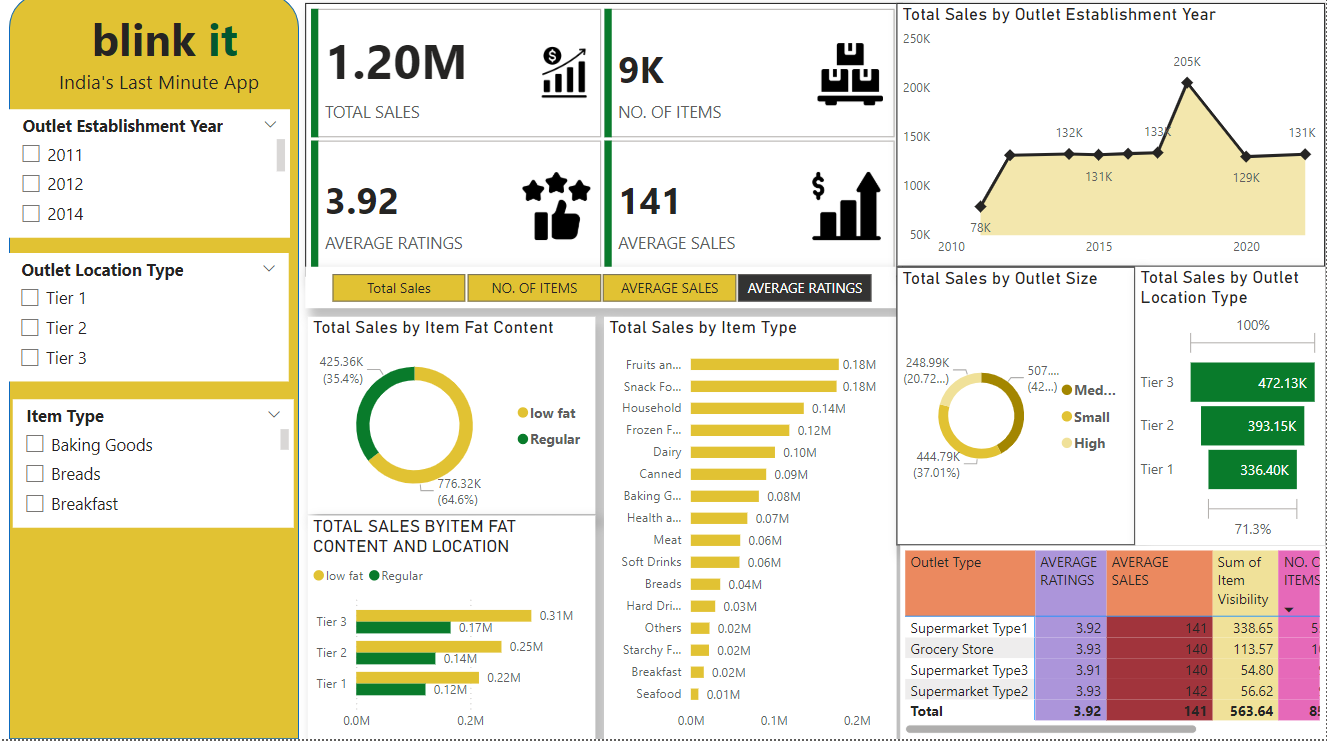 blink it
India's Last Minute App
Outlet Establishment Year
2011
2012
2014
Outlet Location Type
Tier 1
Tier 2
Tier 3
Item Type
Baking Goods
Breads
Breakfast
1.20M
TOTAL SALES
9K
NO. OF ITEMS
3.92
AVERAGE RATINGS
141
AVERAGE SALES
Total Sales
NO. OF ITEMS
AVERAGE SALES
AVERAGE RATINGS
Total Sales by Item Fat Content
425.36K
(35.4%)
low fat
Regular
776.32K
(64.6%)
TOTAL SALES BYITEM FAT
CONTENT AND LOCATION
low fat Regular
Tier 3 0.31M
0.17M
Tier 2 0.25M
0.14M
Tier 1 0.22M
0.12M
0.0M 0.2M
Total Sales by Item Type
Fruits an... 0.18M
Snack Fo... 0.18M
Household 0.14M
Frozen F... 0.12M
Dairy 0.10M
Canned 0.09M
Baking G... 0.08M
Health a... 0.07M
Meat 0.06M
Soft Drinks 0.06M
Breads 0.04M
Hard Dri... 0.03M
Others 0.02M
Starchy F... 0.02M
Breakfast 0.02M
Seafood 0.01M
0.0M 0.1M 0.2M
Total Sales by Outlet Establishment Year
250K
200K
150K
100K
50K
78K
132K
131K
133K
205K
129K
131K
2010 2015 2020
Total Sales by Outlet Size
248.99K
(20.72...)
507....
(42...)
444.79K
(37.01%)
Med...
Small
High
Total Sales by Outlet
Location Type
100%
Tier 3 472.13K
Tier 2 393.15K
Tier 1 336.40K
71.3%
Outlet Type AVERAGE AVERAGE Sum of
RATINGS SALES Item ITEMS
Visibility
Supermarket Type1 3.92 141 338.65
Grocery Store 3.93 140 113.57
Supermarket Type3 3.91 140 54.80
Supermarket Type2 3.93 142 56.62
Total 3.92 141 563.64